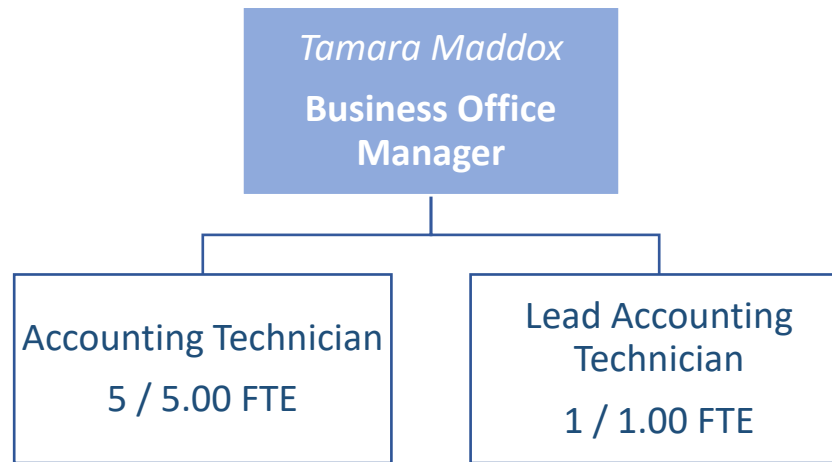 Tamara Maddox
Business Office
Manager
Accounting Technician
5 / 5.00 FTE
Lead Accounting
Technician
1 / 1.00 FTE